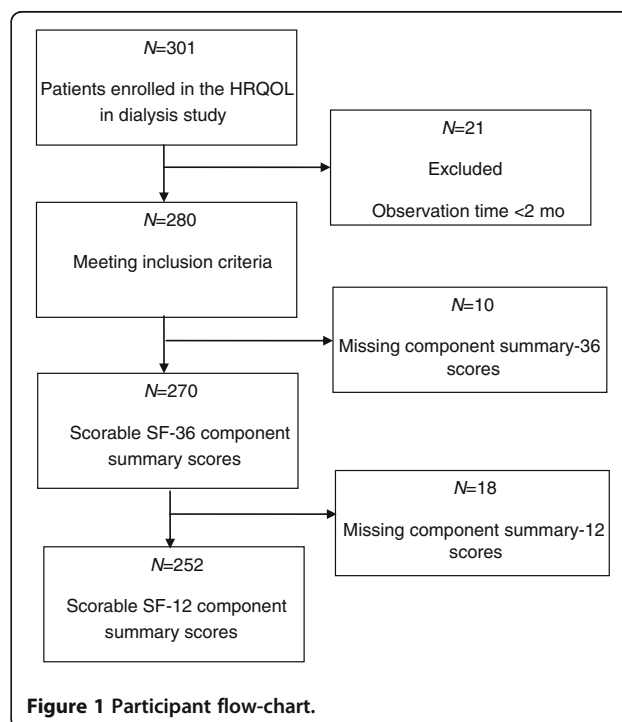 N=301
Patients enrolled in the HRQOL
in dialysis study
N=21
Excluded
Observation time <2 mo
N=280
Meeting inclusion criteria
N=10
Missing component summary-36
scores
N=270
Scorable SF-36 component
summary scores
N=18
Missing component summary-12
scores
N=252
Scorable SF-12 component
summary scores
Figure 1 Participant flow-chart.